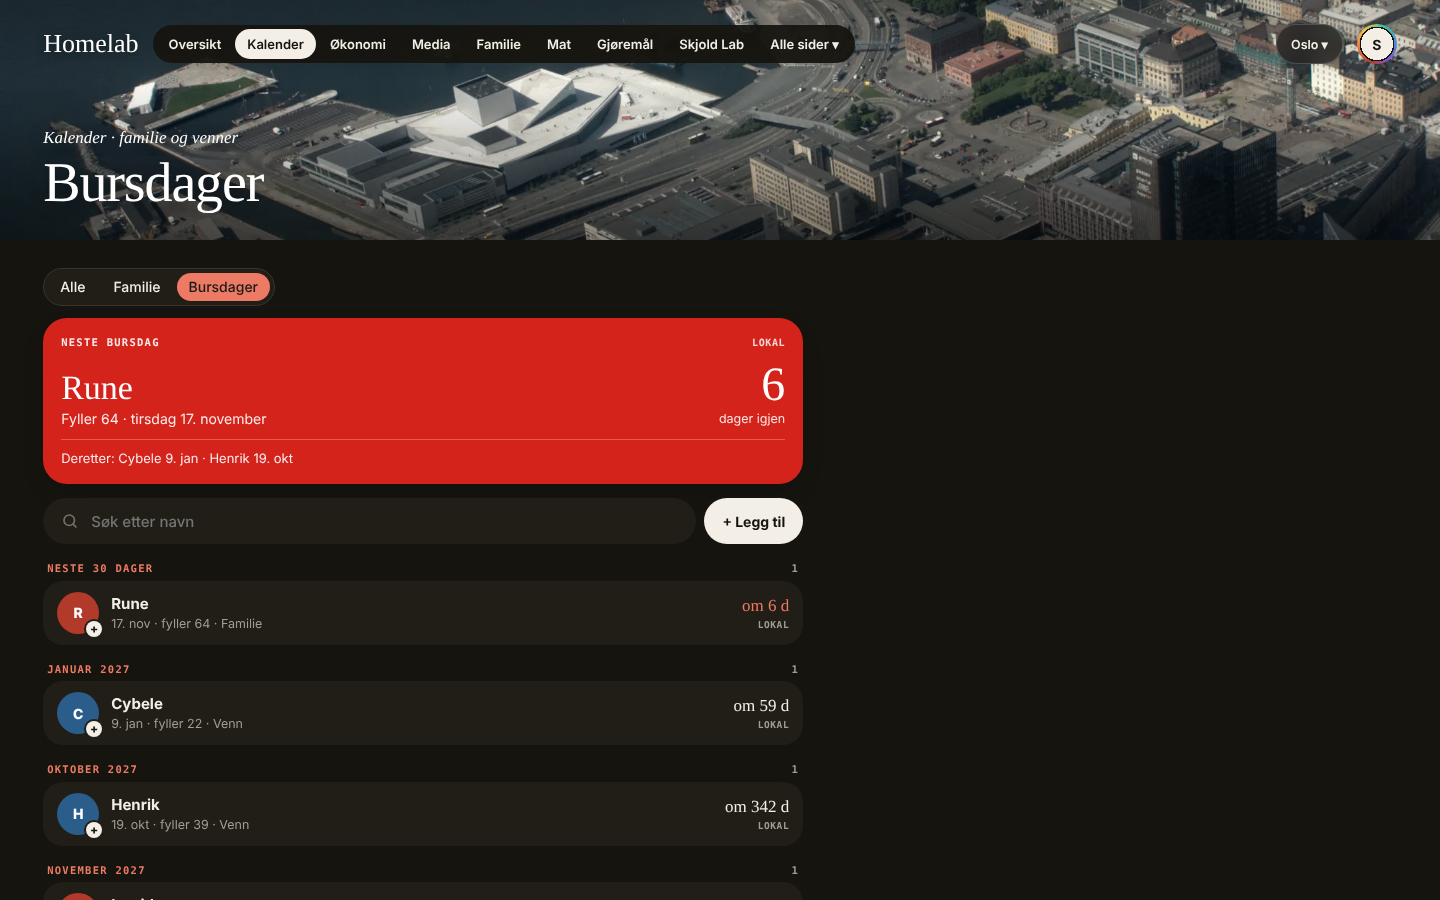 Homelab
Oversikt Kalender Økonomi Media Familie Mat Gjøremål Skjold Lab Alle sider ▾
Oslo ▾
S
Kalender · familie og venner
Bursdager
Alle Familie Bursdager
NESTE BURSDAG LOKAL
Rune 6
Fyller 64 · tirsdag 17. november dager igjen
Deretter: Cybele 9. jan · Henrik 19. okt
Søk etter navn + Legg til
NESTE 30 DAGER 1
R + Rune om 6 d
17. nov · fyller 64 · Familie LOKAL
JANUAR 2027 1
C + Cybele om 59 d
9. jan · fyller 22 · Venn LOKAL
OKTOBER 2027 1
H + Henrik om 342 d
19. okt · fyller 39 · Venn LOKAL
NOVEMBER 2027 1